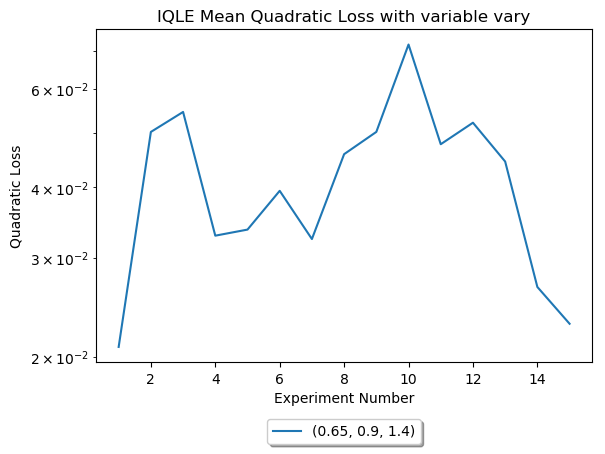 IQLE Mean Quadratic Loss with variable vary
Quadratic Loss
6 × 10⁻²
4 × 10⁻²
3 × 10⁻²
2 × 10⁻²
2 4 6 8 10 12 14
Experiment Number
(0.65, 0.9, 1.4)